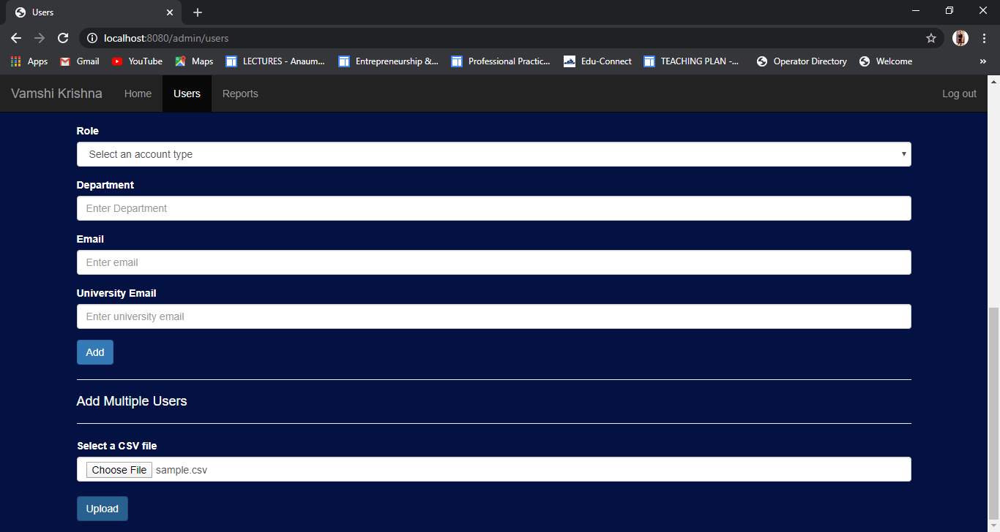 Users
localhost:8080/admin/users
Apps Gmail YouTube Maps LECTURES - Anaum... Entrepreneurship &... Professional Practic... Edu-Connect TEACHING PLAN -... Operator Directory Welcome »
Vamshi Krishna Home Users Reports Log out
Role
Select an account type
Department
Enter Department
Email
Enter email
University Email
Enter university email
Add
Add Multiple Users
Select a CSV file
Choose File sample.csv
Upload